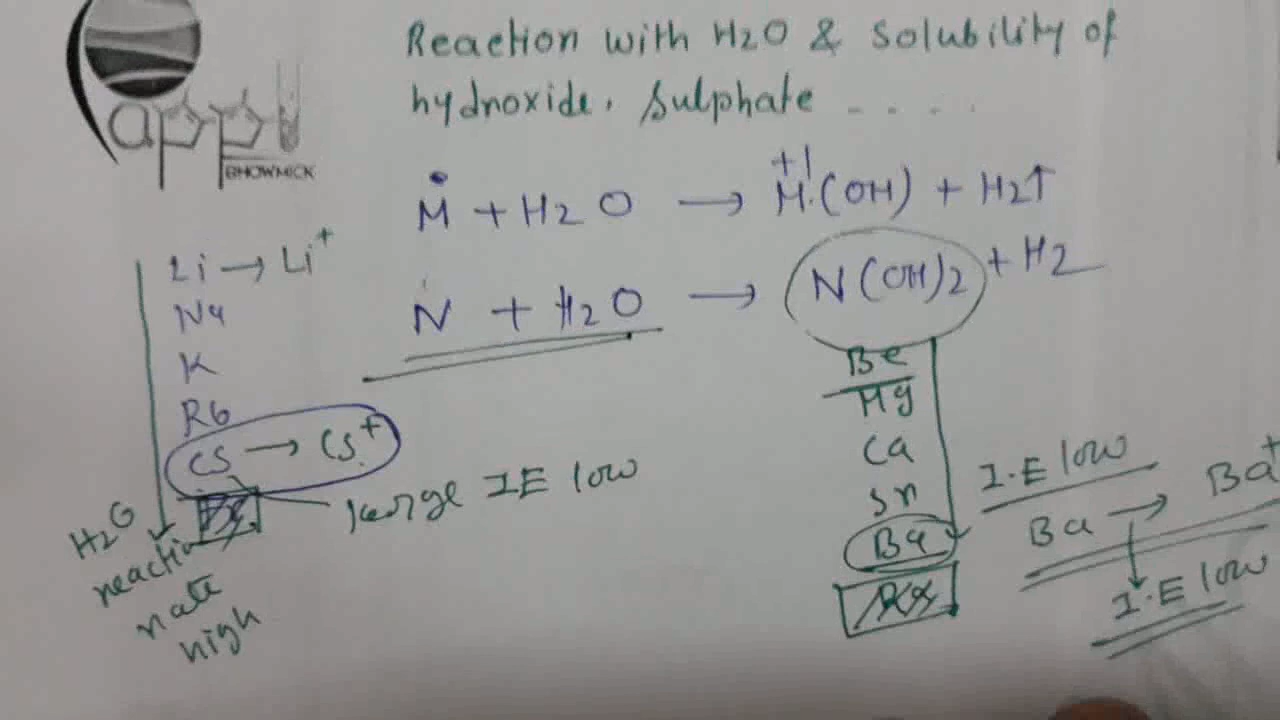 Reaction with H2O & Solubility of
hydroxide, Sulphate - - - -
BHOWMICK
M + H2O → M(OH) + H2↑
+1
N + H2O → N(OH)2 + H2
Li → Li+
Na
K
Rb
Cs → Cs+
Large IE low
H2O
reaction
rate
high
Be
Mg
Ca
Sr
Ba
I.E low
Ba → Ba+
I.E low